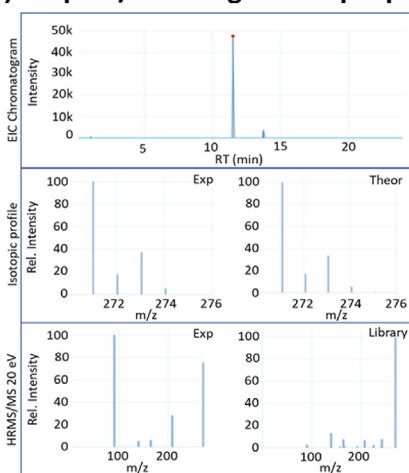 50k
40k
30k
20k
10k
0
EIC Chromatogram
Intensity
5
10
15
20
RT (min)
Isotopic profile
Rel. Intensity
Exp
100
80
60
40
20
0
272
274
276
m/z
Theor
100
80
60
40
20
0
272
274
276
m/z
HRMS/MS 20 eV
Rel. Intensity
Exp
100
80
60
40
20
0
100
200
m/z
Library
100
80
60
40
20
0
100
200
m/z